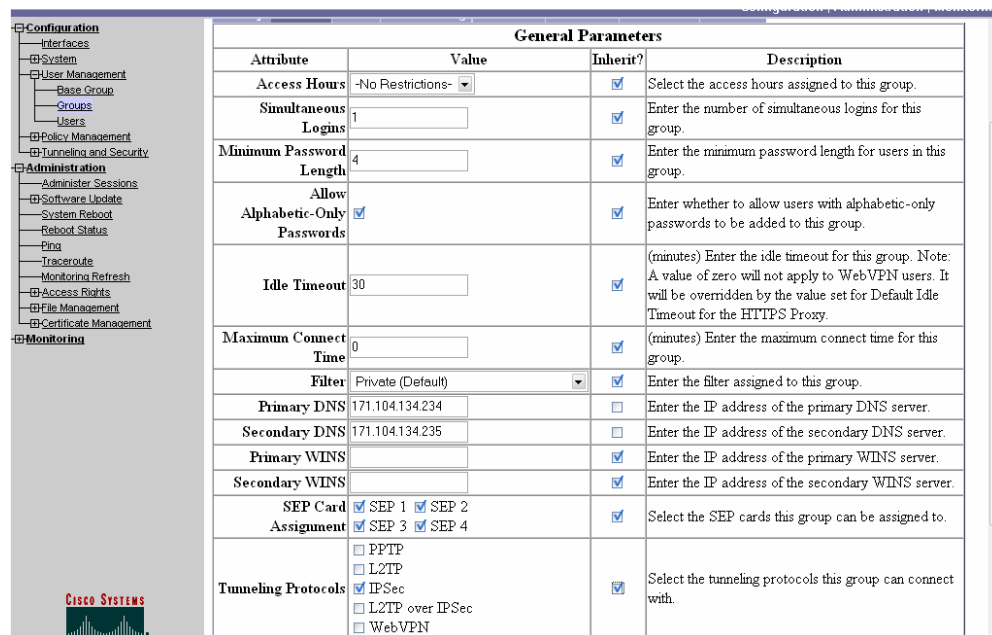 Configuration
Interfaces
System
User Management
Base Group
Groups
Users
Policy Management
Tunneling and Security
Administration
Administer Sessions
Software Update
System Reboot
Reboot Status
Ping
Traceroute
Monitoring Refresh
Access Rights
File Management
Certificate Management
Monitoring
CISCO SYSTEMS
General Parameters
Attribute Value Inherit? Description
Access Hours -No Restrictions- Select the access hours assigned to this group.
Simultaneous
Logins
1
Enter the number of simultaneous logins for this
group.
Minimum Password
Length
4
Enter the minimum password length for users in this
group.
Allow
Alphabetic-Only
Passwords
Enter whether to allow users with alphabetic-only
passwords to be added to this group.
Idle Timeout 30
(minutes) Enter the idle timeout for this group. Note:
A value of zero will not apply to WebVPN users. It
will be overridden by the value set for Default Idle
Timeout for the HTTPS Proxy.
Maximum Connect
Time
0
(minutes) Enter the maximum connect time for this
group.
Filter Private (Default) Enter the filter assigned to this group.
Primary DNS 171.104.134.234 Enter the IP address of the primary DNS server.
Secondary DNS 171.104.134.235 Enter the IP address of the secondary DNS server.
Primary WINS Enter the IP address of the primary WINS server.
Secondary WINS Enter the IP address of the secondary WINS server.
SEP Card
Assignment
SEP 1 SEP 2
SEP 3 SEP 4
Select the SEP cards this group can be assigned to.
Tunneling Protocols
PPTP
L2TP
IPSec
L2TP over IPSec
WebVPN
Select the tunneling protocols this group can connect
with.